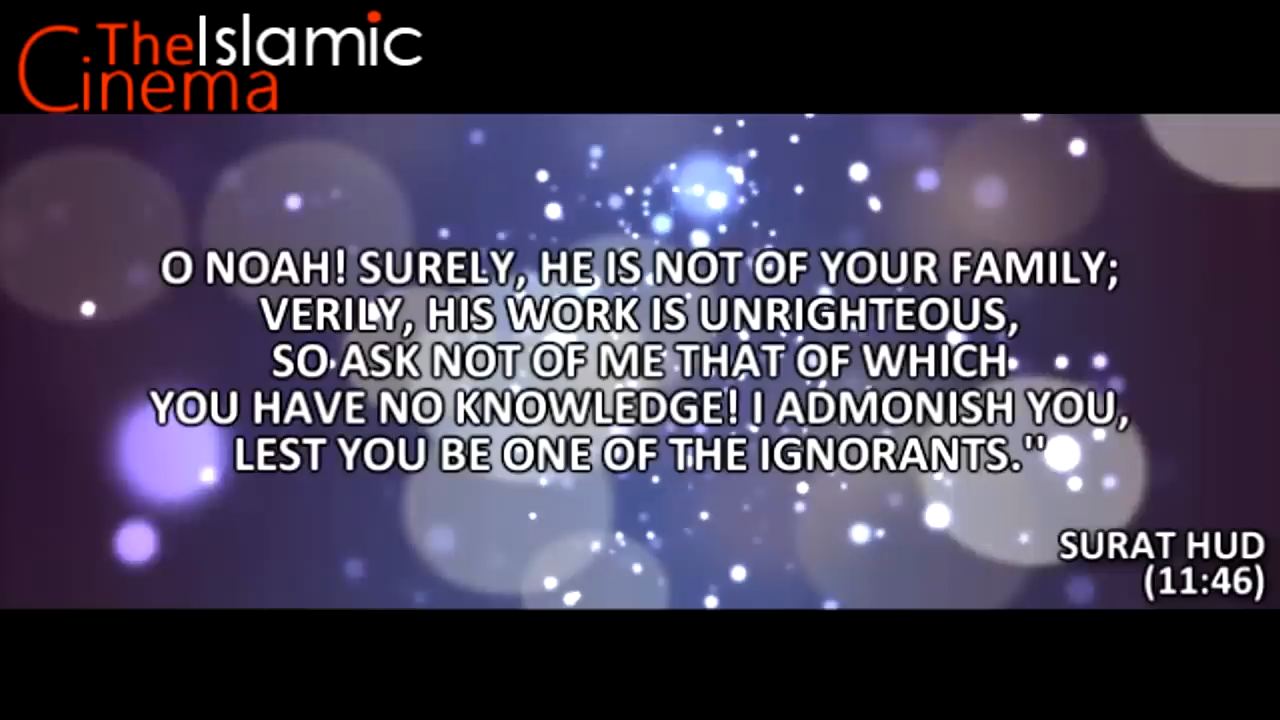 TheIslamic
Cinema
O NOAH! SURELY, HE IS NOT OF YOUR FAMILY;
VERILY, HIS WORK IS UNRIGHTEOUS,
SO ASK NOT OF ME THAT OF WHICH
YOU HAVE NO KNOWLEDGE! I ADMONISH YOU,
LEST YOU BE ONE OF THE IGNORANTS.''
SURAT HUD
(11:46)